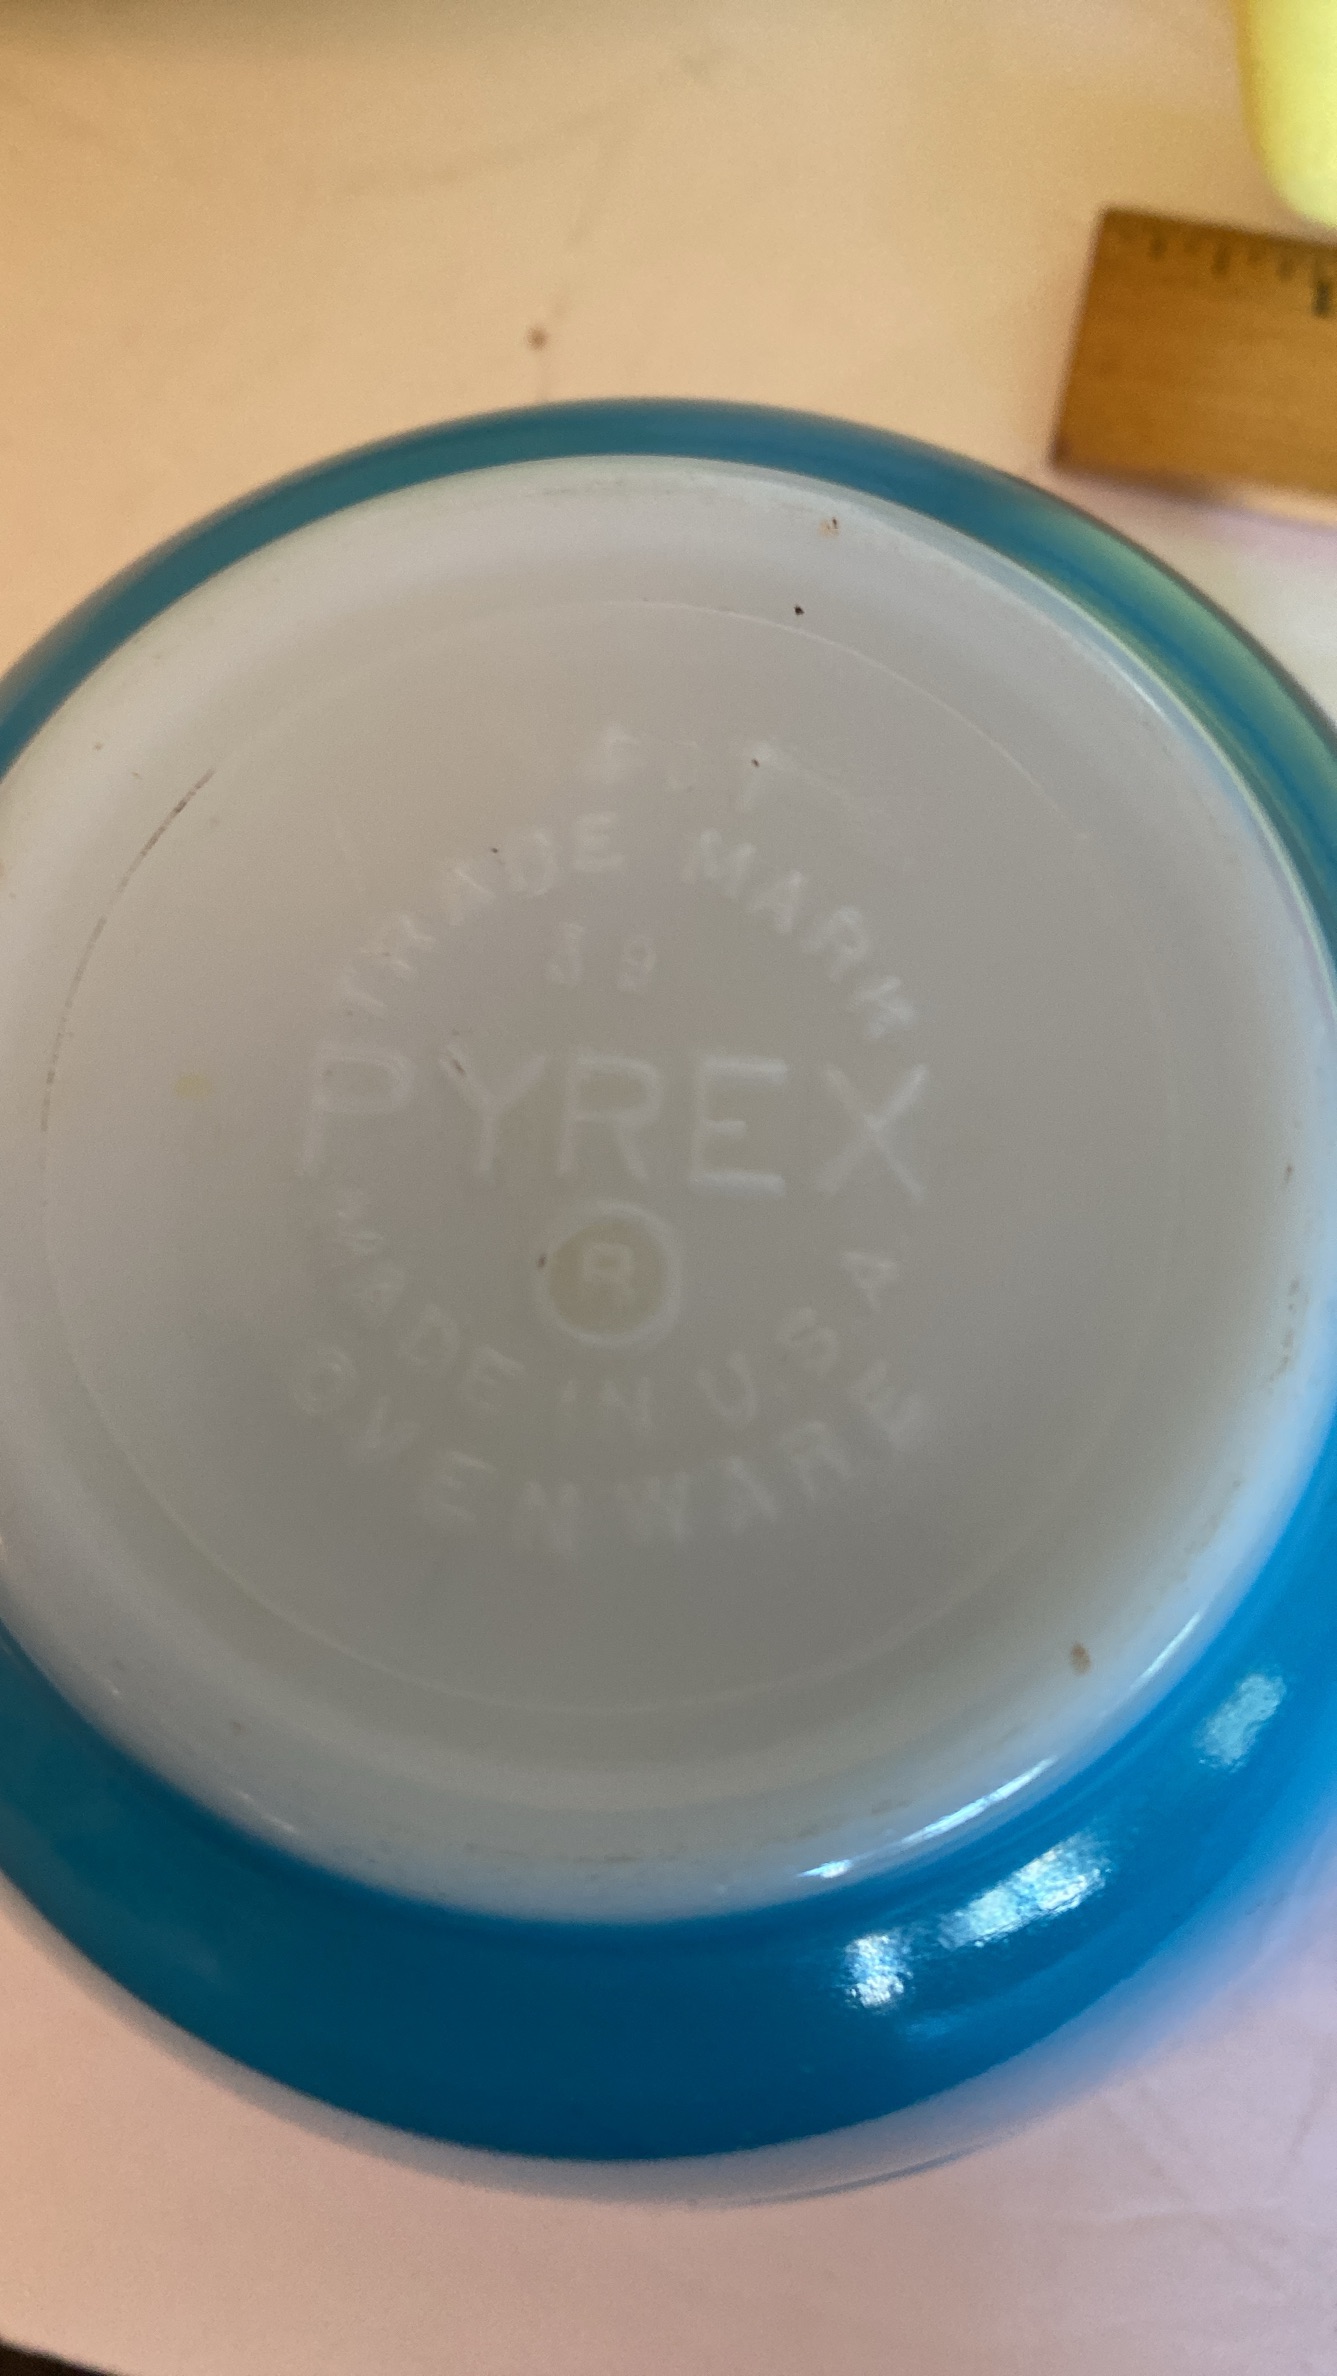 TRADE MARK
39
PYREX
R
MADE IN U.S.A.
OVENWARE